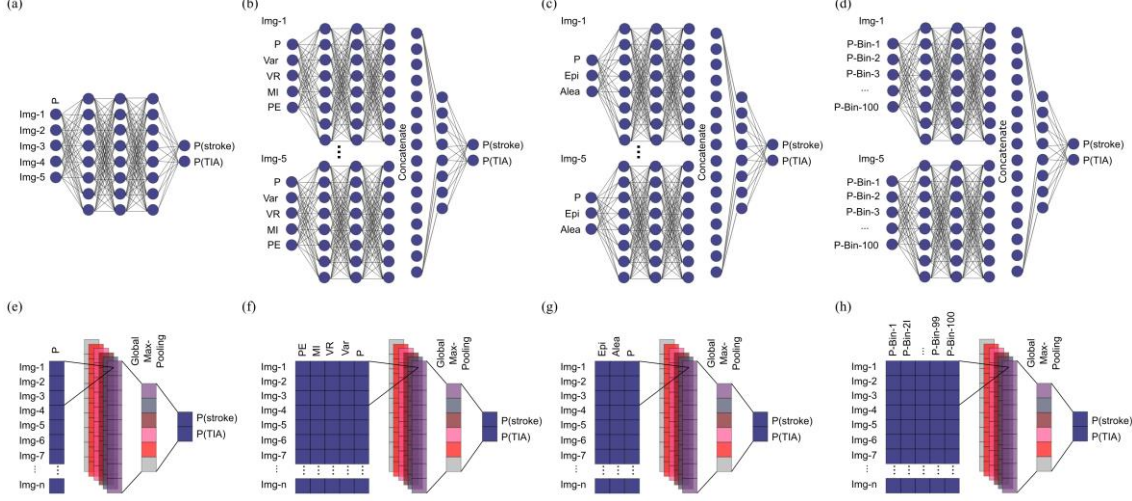 (a)
P
Img-1
Img-2
Img-3
Img-4
Img-5
P(stroke)
P(TIA)
(b)
Img-1
P
Var
VR
MI
PE
Img-5
P
Var
VR
MI
PE
Concatenate
P(stroke)
P(TIA)
(c)
Img-1
P
Epi
Alea
Img-5
P
Epi
Alea
Concatenate
P(stroke)
P(TIA)
(d)
Img-1
P-Bin-1
P-Bin-2
P-Bin-3
...
P-Bin-100
Img-5
P-Bin-1
P-Bin-2
P-Bin-3
...
P-Bin-100
Concatenate
P(stroke)
P(TIA)
(e)
P
Img-1
Img-2
Img-3
Img-4
Img-5
Img-6
Img-7
...
Img-n
Global
Max-
Pooling
P(stroke)
P(TIA)
(f)
PE
MI
VR
Var
P
Img-1
Img-2
Img-3
Img-4
Img-5
Img-6
Img-7
...
Img-n
Global
Max-
Pooling
P(stroke)
P(TIA)
(g)
Epi
Alea
P
Img-1
Img-2
Img-3
Img-4
Img-5
Img-6
Img-7
...
Img-n
Global
Max-
Pooling
P(stroke)
P(TIA)
(h)
P-Bin-1
P-Bin-2I
...
P-Bin-99
P-Bin-100
Img-1
Img-2
Img-3
Img-4
Img-5
Img-6
Img-7
...
Img-n
Global
Max-
Pooling
P(stroke)
P(TIA)